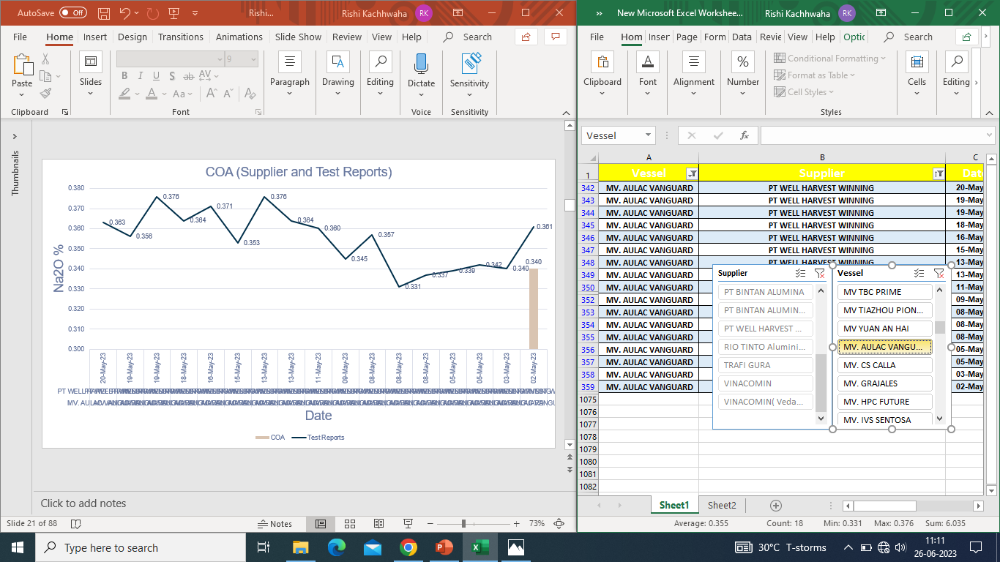 AutoSave Off Rishi... Rishi Kachhwaha RK
File Home Insert Design Transitions Animations Slide Show Review View Help Search
Paste Slides 9 Paragraph Drawing Editing Dictate Sensitivity
B I U S ab AV
A Aa A A A
Clipboard Font Voice Sensitivity
Thumbnails
COA (Supplier and Test Reports)
0.380
0.370
0.360
0.350
0.340
0.330
0.320
0.310
0.300
Na2O %
0.363 0.356 0.376 0.364 0.371 0.353 0.376 0.364 0.360 0.345 0.357 0.331 0.337 0.339 0.342 0.340 0.361
0.340
20-May-23 19-May-23 19-May-23 18-May-23 16-May-23 15-May-23 13-May-23 13-May-23 11-May-23 09-May-23 08-May-23 08-May-23 08-May-23 05-May-23 05-May-23 03-May-23 02-May-23
Date
COA Test Reports
Click to add notes
Slide 21 of 88 Notes 73%
New Microsoft Excel Workshee... Rishi Kachhwaha RK
File Hom Inser Page Form Data Revie View Help Optic Search
Clipboard Font Alignment Number Conditional Formatting Format as Table Cell Styles Cells Editing
Styles
Vessel fx
A B C
1 Vessel Supplier Dat
342 MV. AULAC VANGUARD PT WELL HARVEST WINNING 20-May
343 MV. AULAC VANGUARD PT WELL HARVEST WINNING 19-May
344 MV. AULAC VANGUARD PT WELL HARVEST WINNING 19-May
345 MV. AULAC VANGUARD PT WELL HARVEST WINNING 18-May
346 MV. AULAC VANGUARD PT WELL HARVEST WINNING 16-May
347 MV. AULAC VANGUARD PT WELL HARVEST WINNING 15-May
348 MV. AULAC VANGUARD PT WELL HARVEST WINNING 13-May
349 MV. AULAC VANGUARD 13-May
350 MV. AULAC VANGUARD 11-May
352 MV. AULAC VANGUARD 09-May
353 MV. AULAC VANGUARD 08-May
354 MV. AULAC VANGUARD 08-May
355 MV. AULAC VANGUARD 08-May
356 MV. AULAC VANGUARD 05-May
357 MV. AULAC VANGUARD 05-May
358 MV. AULAC VANGUARD 03-May
359 MV. AULAC VANGUARD 02-May
1075
1076
1077
1078
1079
1080
1081
1082
Supplier
PT BINTAN ALUMINA
PT BINTAN ALUMIN...
PT WELL HARVEST ...
RIO TINTO Alumini...
TRAFI GURA
VINACOMIN
VINACOMIN( Veda...
Vessel
MV TBC PRIME
MV TIAZHOU PION...
MV YUAN AN HAI
MV. AULAC VANGU...
MV. CS CALLA
MV. GRAJALES
MV. HPC FUTURE
MV. IVS SENTOSA
Sheet1 Sheet2
Average: 0.355 Count: 18 Min: 0.331 Max: 0.376 Sum: 6.035
Type here to search 30°C T-storms 11:11
26-06-2023